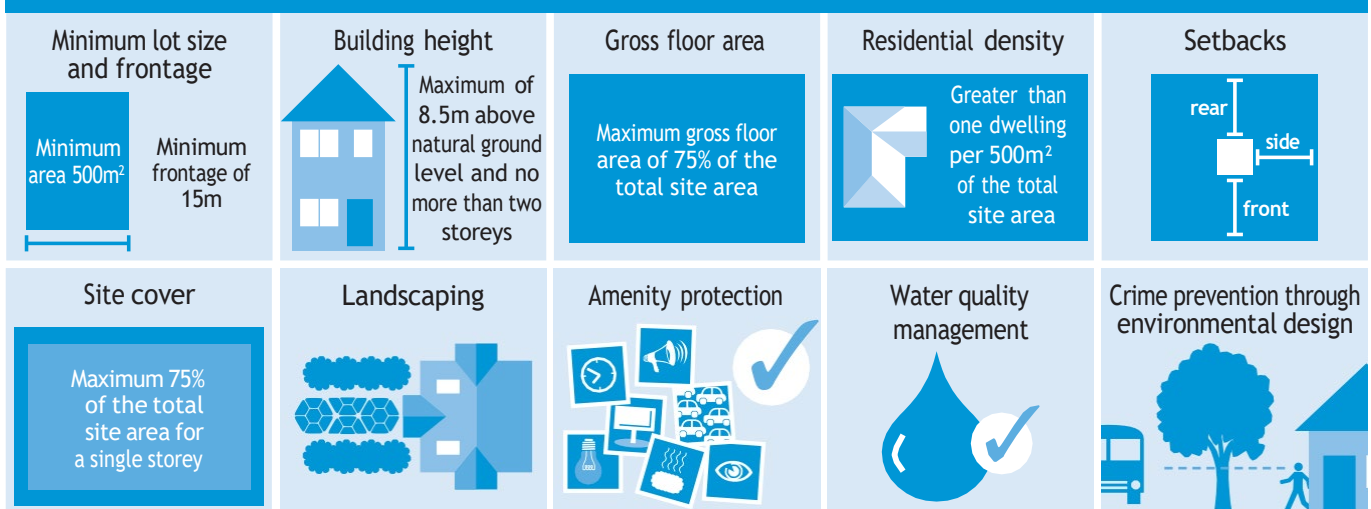 Minimum lot size
and frontage
Minimum
area 500m²
Minimum
frontage of
15m
Building height
Maximum of
8.5m above
natural ground
level and no
more than two
storeys
Gross floor area
Maximum gross floor
area of 75% of the
total site area
Residential density
Greater than
one dwelling
per 500m²
of the total
site area
Setbacks
rear
side
front
Site cover
Maximum 75%
of the total
site area for
a single storey
Landscaping
Amenity protection
Water quality
management
Crime prevention through
environmental design